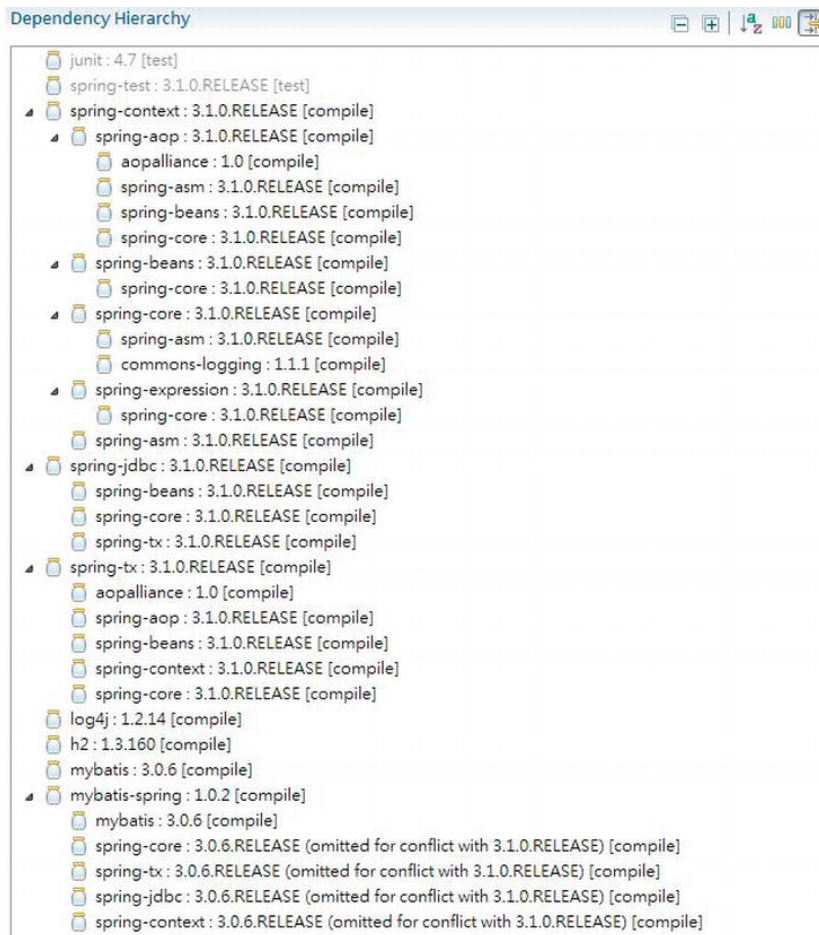 Dependency Hierarchy
junit : 4.7 [test]
spring-test : 3.1.0.RELEASE [test]
spring-context : 3.1.0.RELEASE [compile]
spring-aop : 3.1.0.RELEASE [compile]
aopalliance : 1.0 [compile]
spring-asm : 3.1.0.RELEASE [compile]
spring-beans : 3.1.0.RELEASE [compile]
spring-core : 3.1.0.RELEASE [compile]
spring-beans : 3.1.0.RELEASE [compile]
spring-core : 3.1.0.RELEASE [compile]
spring-core : 3.1.0.RELEASE [compile]
spring-asm : 3.1.0.RELEASE [compile]
commons-logging : 1.1.1 [compile]
spring-expression : 3.1.0.RELEASE [compile]
spring-core : 3.1.0.RELEASE [compile]
spring-asm : 3.1.0.RELEASE [compile]
spring-jdbc : 3.1.0.RELEASE [compile]
spring-beans : 3.1.0.RELEASE [compile]
spring-core : 3.1.0.RELEASE [compile]
spring-tx : 3.1.0.RELEASE [compile]
spring-tx : 3.1.0.RELEASE [compile]
aopalliance : 1.0 [compile]
spring-aop : 3.1.0.RELEASE [compile]
spring-beans : 3.1.0.RELEASE [compile]
spring-context : 3.1.0.RELEASE [compile]
spring-core : 3.1.0.RELEASE [compile]
log4j : 1.2.14 [compile]
h2 : 1.3.160 [compile]
mybatis : 3.0.6 [compile]
mybatis-spring : 1.0.2 [compile]
mybatis : 3.0.6 [compile]
spring-core : 3.0.6.RELEASE (omitted for conflict with 3.1.0.RELEASE) [compile]
spring-tx : 3.0.6.RELEASE (omitted for conflict with 3.1.0.RELEASE) [compile]
spring-jdbc : 3.0.6.RELEASE (omitted for conflict with 3.1.0.RELEASE) [compile]
spring-context : 3.0.6.RELEASE (omitted for conflict with 3.1.0.RELEASE) [compile]